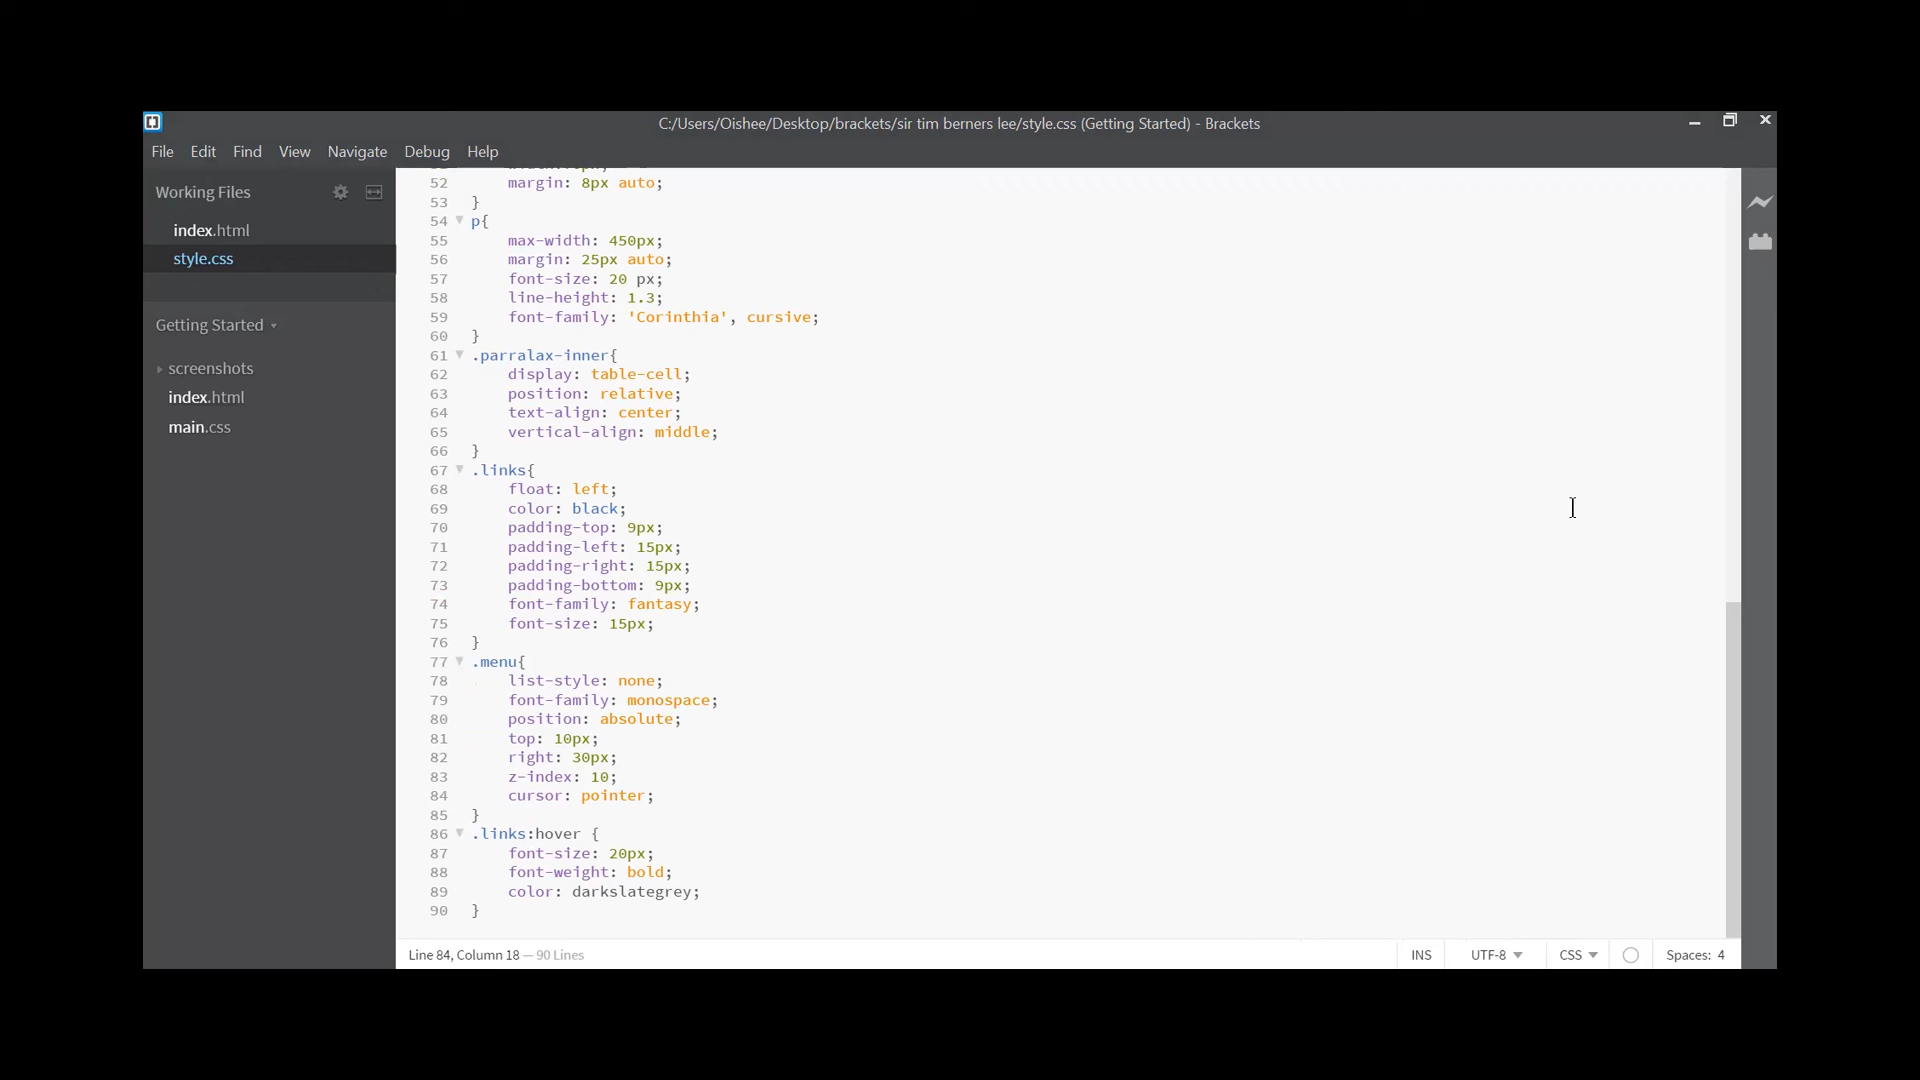 C:/Users/Oishee/Desktop/brackets/sir tim berners lee/style.css (Getting Started) - Brackets
File Edit Find View Navigate Debug Help
Working Files
index.html
style.css
Getting Started
screenshots
index.html
main.css
52 margin: 8px auto;
53 }
54 p{
55 max-width: 450px;
56 margin: 25px auto;
57 font-size: 20 px;
58 line-height: 1.3;
59 font-family: 'Corinthia', cursive;
60 }
61 .parralax-inner{
62 display: table-cell;
63 position: relative;
64 text-align: center;
65 vertical-align: middle;
66 }
67 .links{
68 float: left;
69 color: black;
70 padding-top: 9px;
71 padding-left: 15px;
72 padding-right: 15px;
73 padding-bottom: 9px;
74 font-family: fantasy;
75 font-size: 15px;
76 }
77 .menu{
78 list-style: none;
79 font-family: monospace;
80 position: absolute;
81 top: 10px;
82 right: 30px;
83 z-index: 10;
84 cursor: pointer;
85 }
86 .links:hover {
87 font-size: 20px;
88 font-weight: bold;
89 color: darkslategrey;
90 }
Line 84, Column 18 — 90 Lines INS UTF-8 CSS Spaces: 4